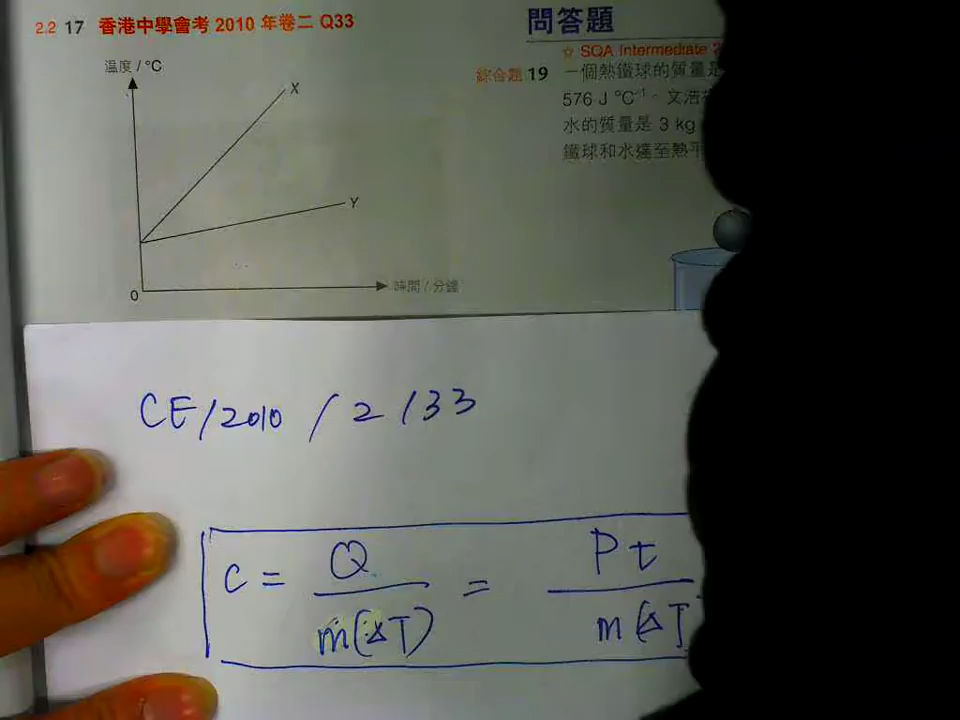 2.2 17 香港中學會考 2010 年卷二 Q33
溫度 / °C
X
Y
0
時間 / 分鐘
問答題
☆ SQA Intermediate
綜合題 19 一個熱鐵球的質量是
576 J °C⁻¹。文浩
水的質量是 3 kg
鐵球和水達至熱平
CE/2010 / 2 /33
c = Q / m(ΔT) = Pt / m(ΔT